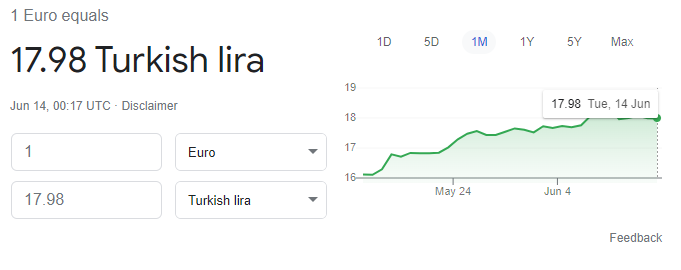 1 Euro equals
17.98 Turkish lira
Jun 14, 00:17 UTC · Disclaimer
1 Euro
17.98 Turkish lira
1D 5D 1M 1Y 5Y Max
19
17.98 Tue, 14 Jun
18
17
16
May 24 Jun 4
Feedback